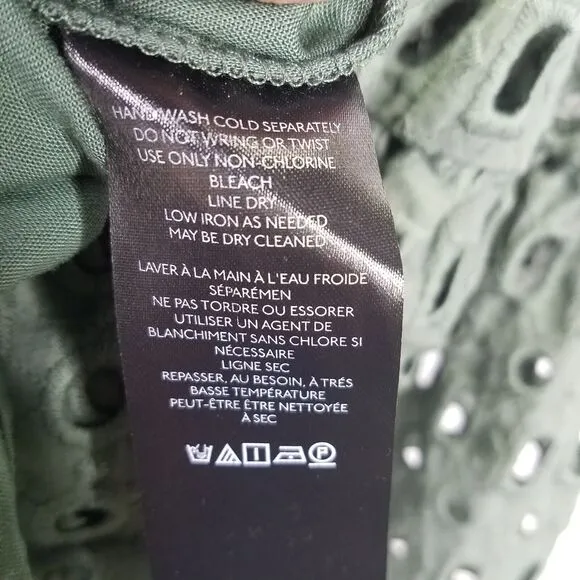 HAND WASH COLD SEPARATELY
DO NOT WRING OR TWIST
USE ONLY NON-CHLORINE
BLEACH
LINE DRY
LOW IRON AS NEEDED
MAY BE DRY CLEANED
LAVER À LA MAIN À L'EAU FROIDE
SÉPARÉMEN
NE PAS TORDRE OU ESSORER
UTILISER UN AGENT DE
BLANCHIMENT SANS CHLORE SI
NÉCESSAIRE
LIGNE SEC
REPASSER, AU BESOIN, À TRÉS
BASSE TEMPÉRATURE
PEUT-ÊTRE ÊTRE NETTOYÉE
À SEC